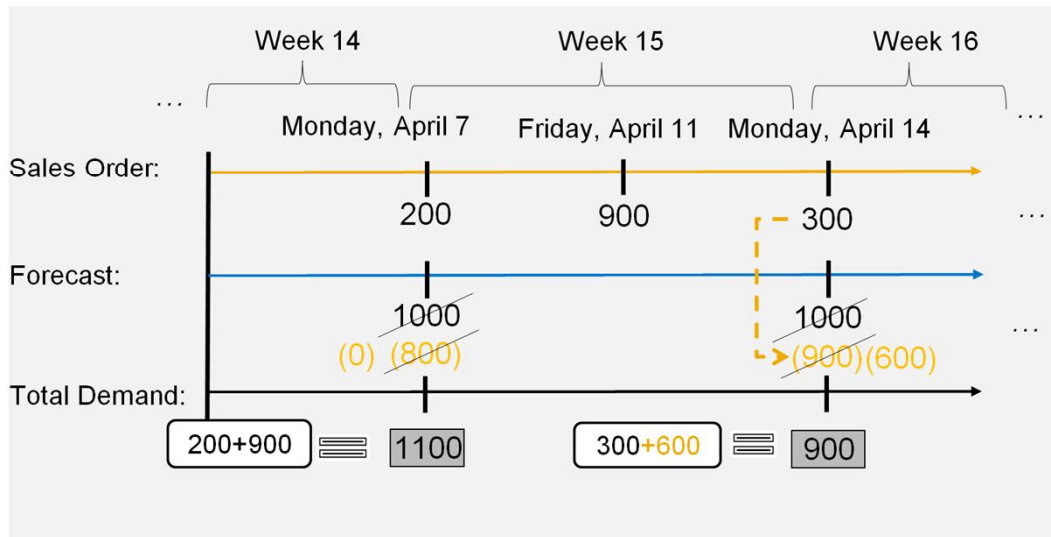 Week 14 Week 15 Week 16
... ...
Monday, April 7 Friday, April 11 Monday, April 14
Sales Order:
200 900 300 ...
Forecast:
1000 1000 ...
(0) (800) (900) (600)
Total Demand:
200+900 = 1100 300+600 = 900